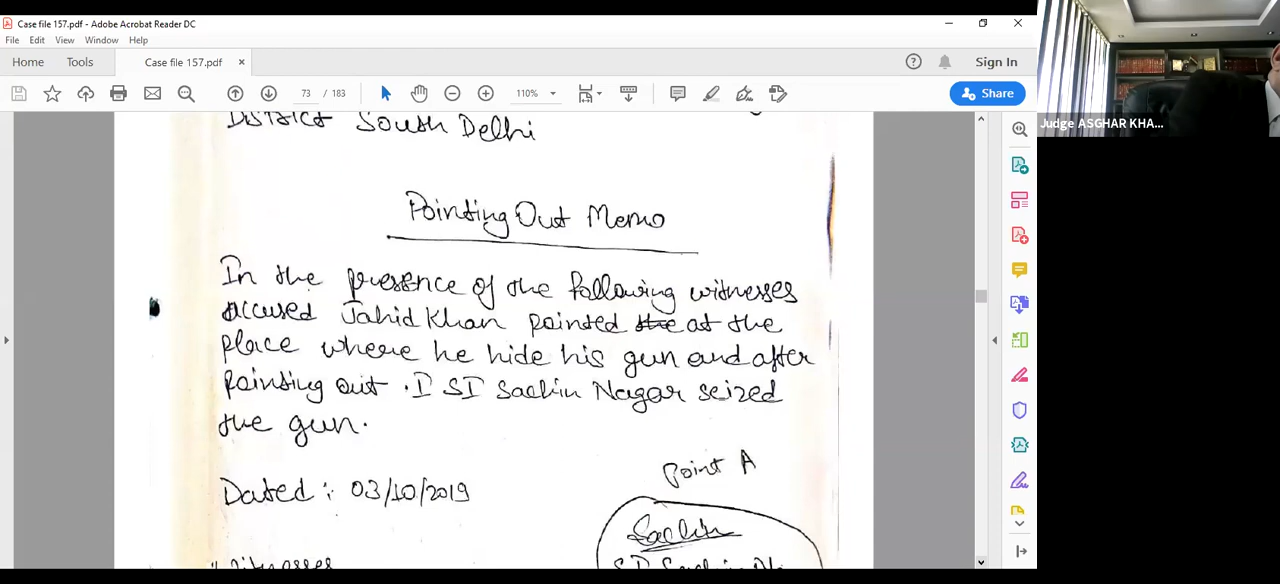 Case file 157.pdf - Adobe Acrobat Reader DC
File Edit View Window Help
Home Tools Case file 157.pdf × Sign In
73 / 183 110% Share
District South Delhi
Pointing Out Memo
In the presence of the following witnesses
accused Jahid Khan pointed the at the
place where he hide his gun and after
pointing out . I SI Sachin Nagar seized
the gun.
Dated :. 03/10/2019
Point A
Sachin
witnesses
SI Sachin
Judge ASGHAR KHA...